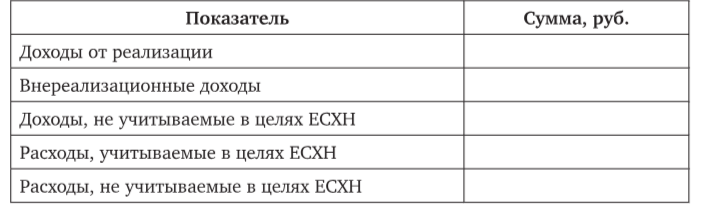 Показатель Сумма, руб.
Доходы от реализации
Внереализационные доходы
Доходы, не учитываемые в целях ЕСХН
Расходы, учитываемые в целях ЕСХН
Расходы, не учитываемые в целях ЕСХН